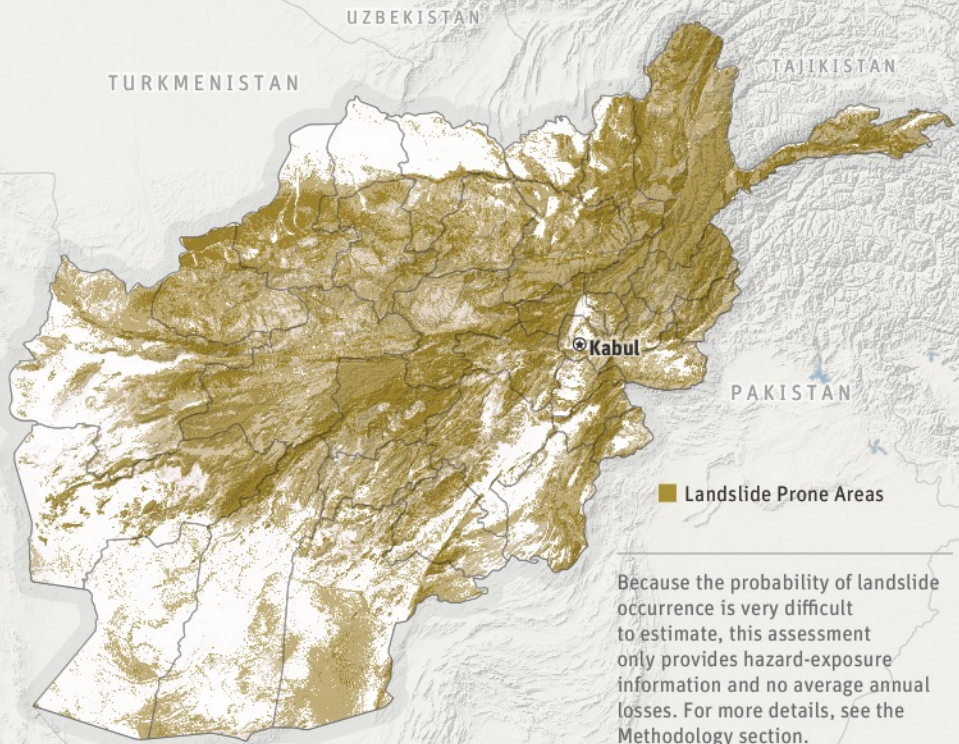 UZBEKISTAN
TAJIKISTAN
TURKMENISTAN
Kabul
PAKISTAN
Landslide Prone Areas
Because the probability of landslide
occurrence is very difficult
to estimate, this assessment
only provides hazard-exposure
information and no average annual
losses. For more details, see the
Methodology section.